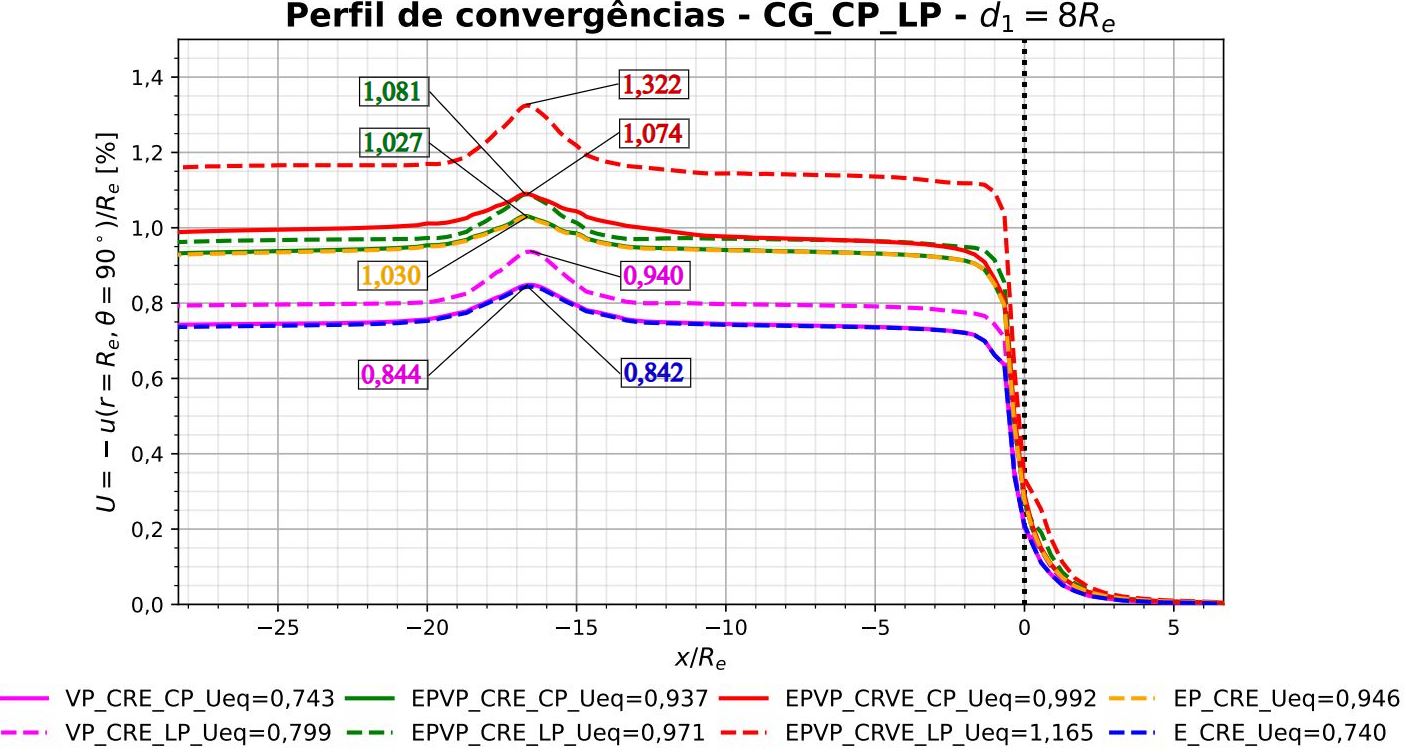 Perfil de convergências - CG_CP_LP - d₁ = 8Rₑ
U = − u(r = Rₑ, θ = 90°)/Rₑ [%]
1,4
1,2
1,0
0,8
0,6
0,4
0,2
0,0
1,081
1,322
1,027
1,074
1,030
0,940
0,844
0,842
−25 −20 −15 −10 −5 0 5
x/Rₑ
VP_CRE_CP_Ueq=0,743 EPVP_CRE_CP_Ueq=0,937 EPVP_CRVE_CP_Ueq=0,992 EP_CRE_Ueq=0,946
VP_CRE_LP_Ueq=0,799 EPVP_CRE_LP_Ueq=0,971 EPVP_CRVE_LP_Ueq=1,165 E_CRE_Ueq=0,740